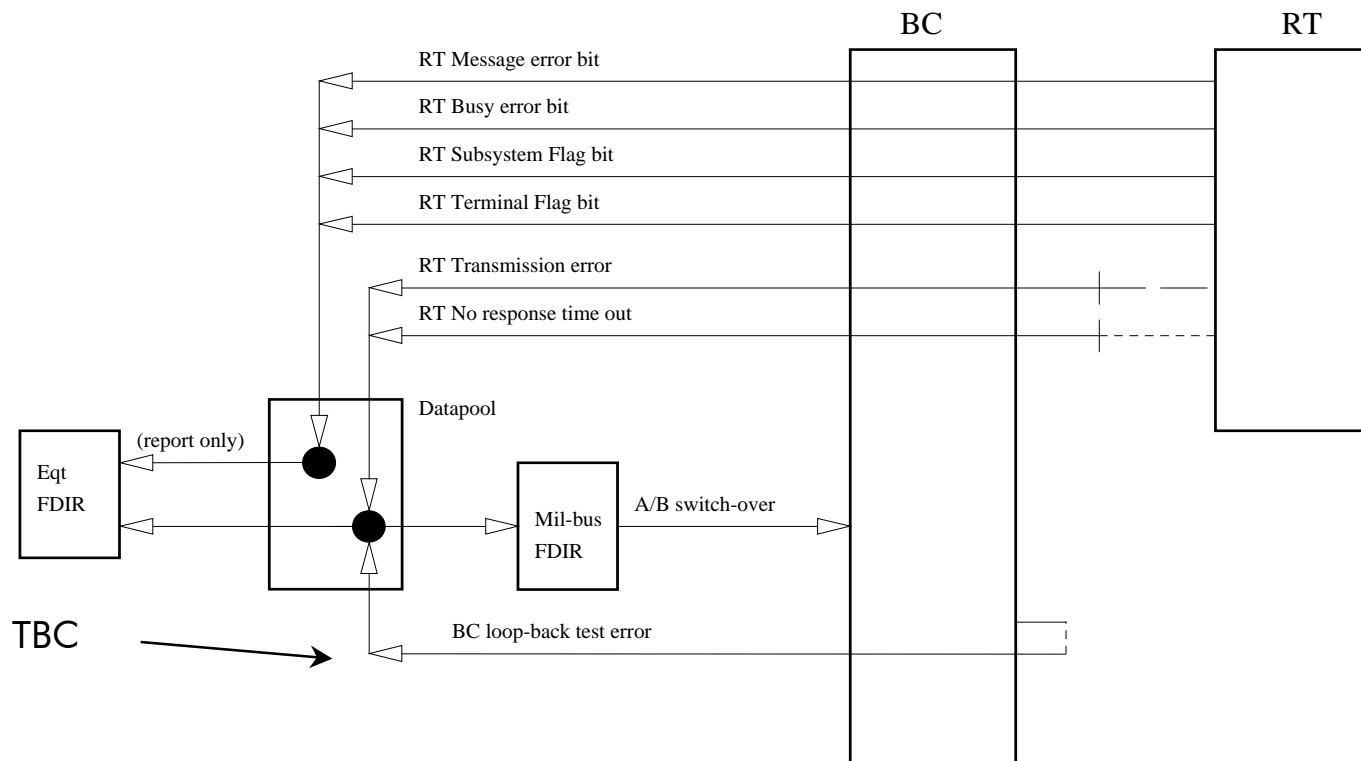 BC
RT
RT Message error bit
RT Busy error bit
RT Subsystem Flag bit
RT Terminal Flag bit
RT Transmission error
RT No response time out
Datapool
(report only)
Eqt
FDIR
A/B switch-over
Mil-bus
FDIR
TBC
BC loop-back test error